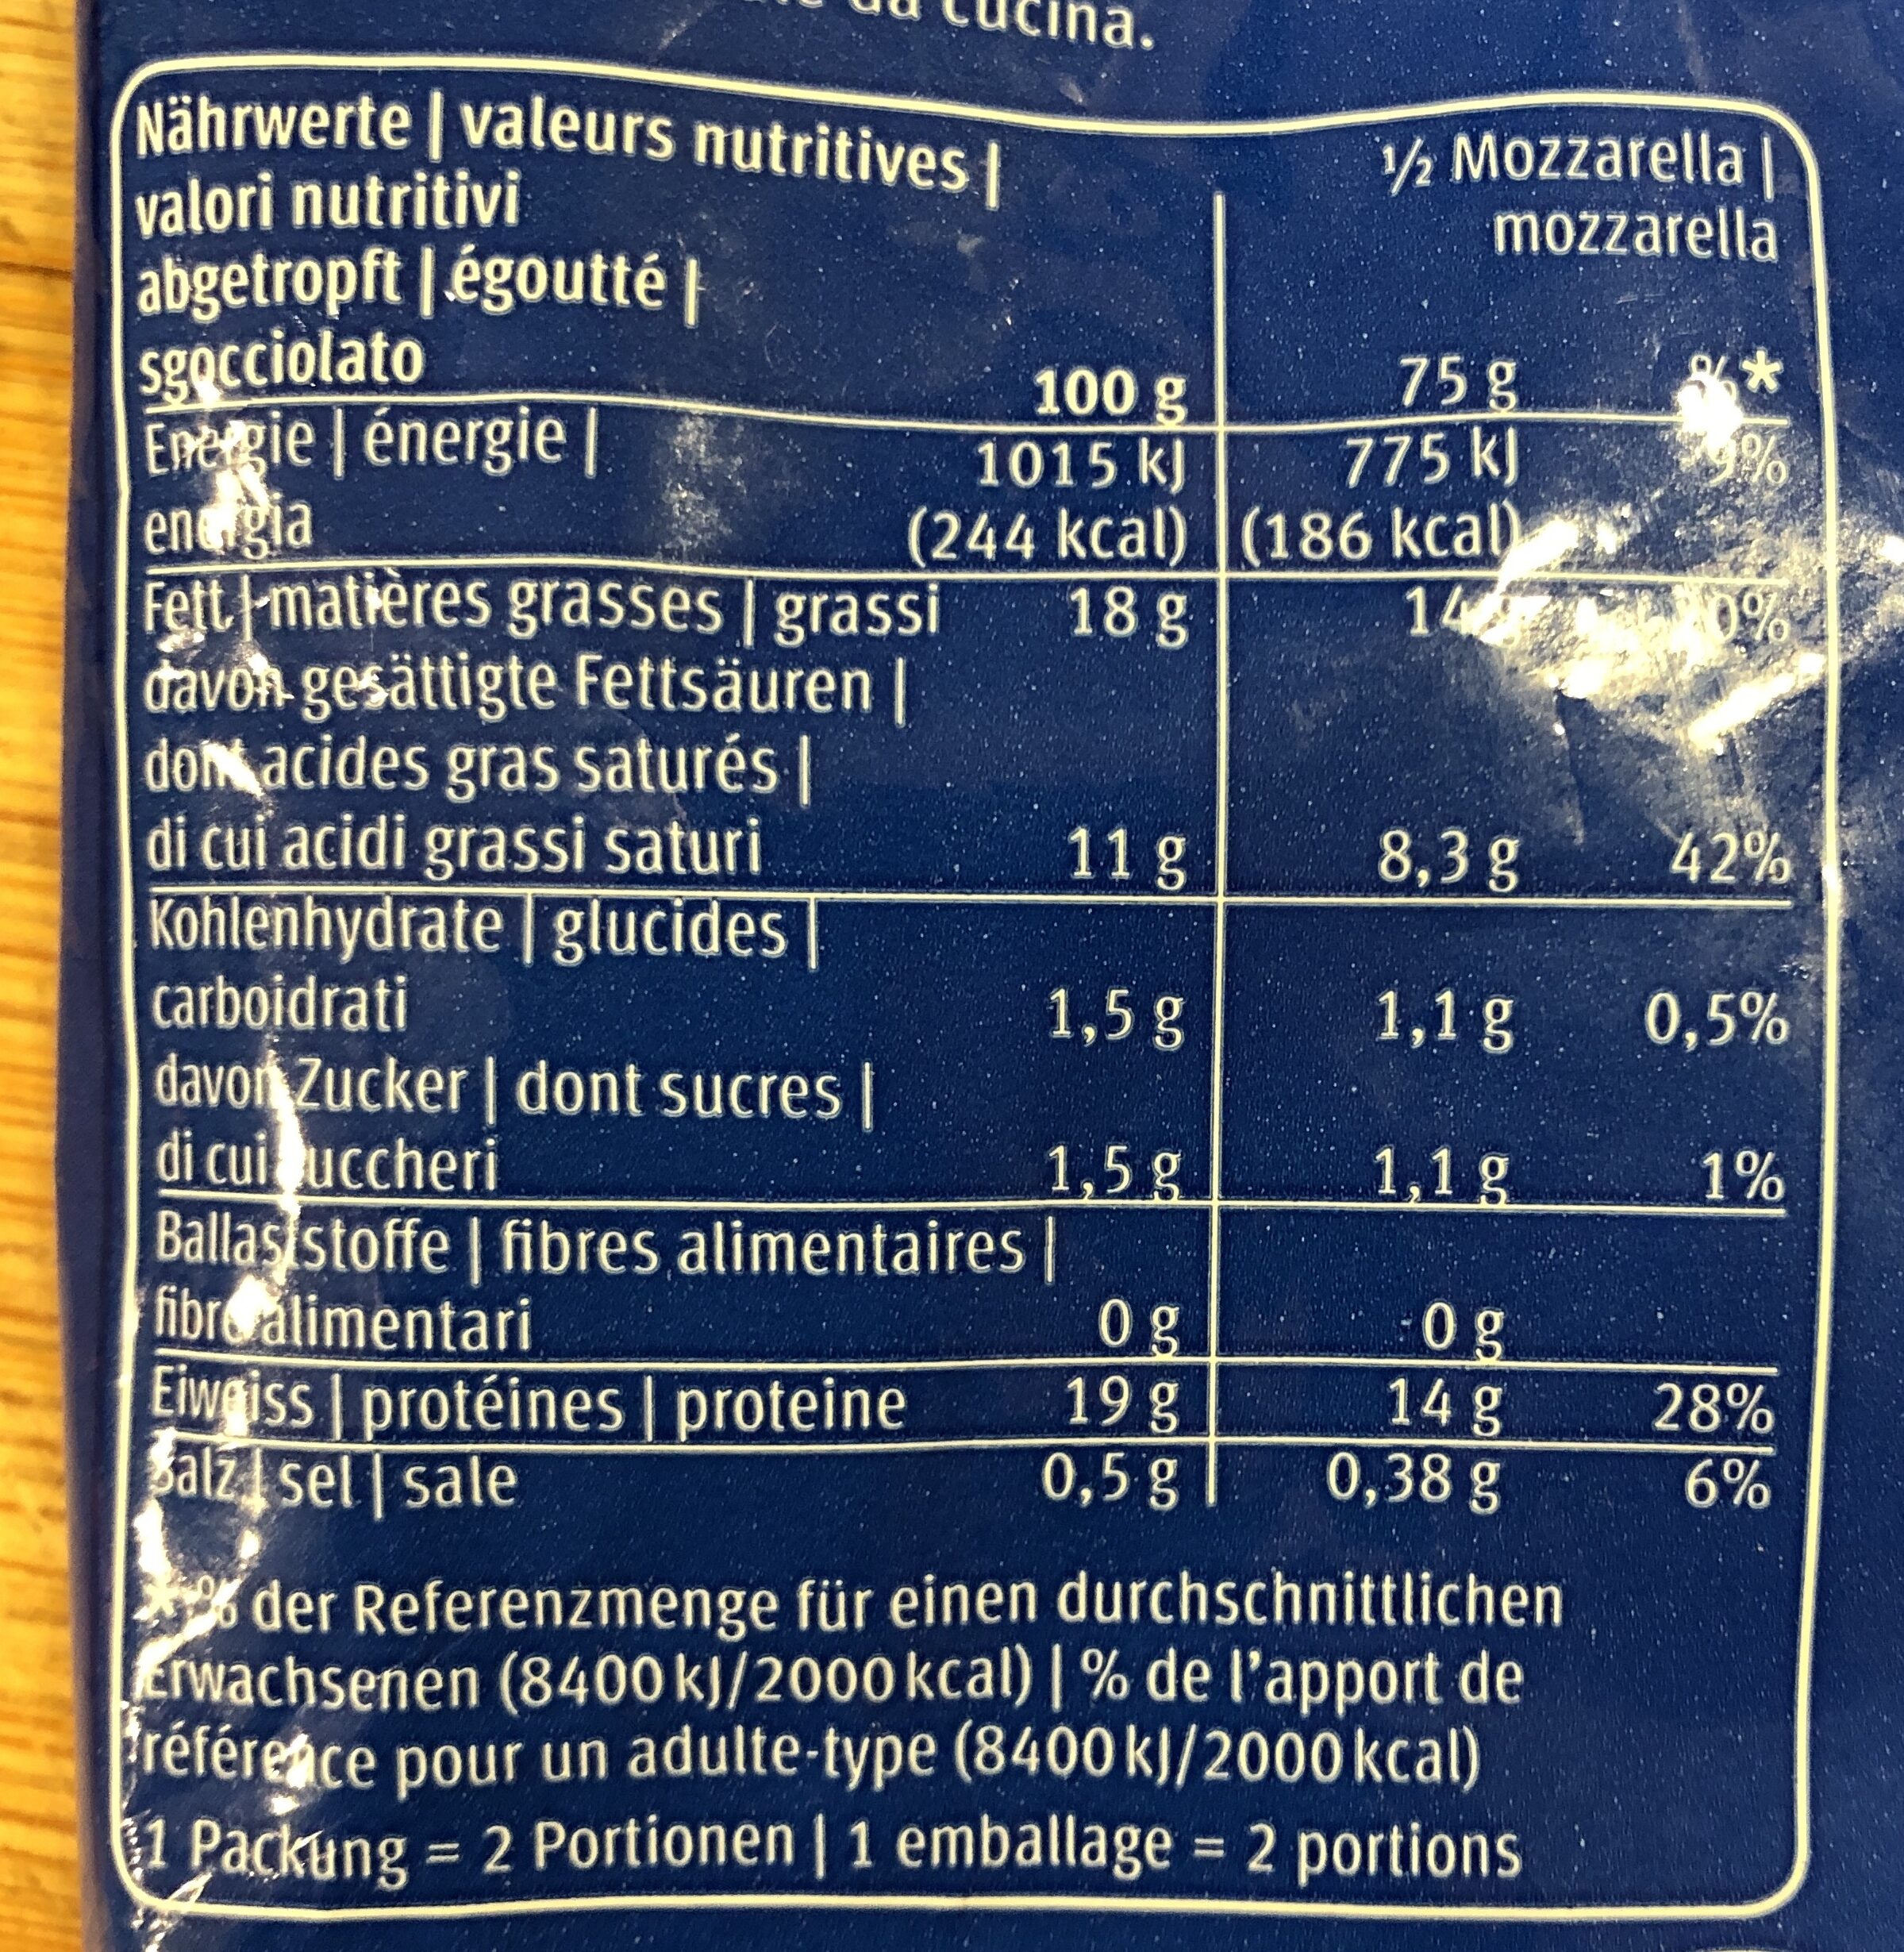 cucina.
Nährwerte | valeurs nutritives |
valori nutritivi
abgetropft | égoutté |
sgocciolato
½ Mozzarella |
mozzarella
100 g 75 g %*
Energie | énergie | 1015 kJ 775 kJ 9%
energia (244 kcal) (186 kcal)
Fett | matières grasses | grassi 18 g 14 g
davon gesättigte Fettsäuren |
dont acides gras saturés |
di cui acidi grassi saturi 11 g 8,3 g 42%
Kohlenhydrate | glucides |
carboidrati 1,5 g 1,1 g 0,5%
davon Zucker | dont sucres |
di cui zuccheri 1,5 g 1,1 g 1%
Ballaststoffe | fibres alimentaires |
fibre alimentari 0 g 0 g
Eiweiss | protéines | proteine 19 g 14 g 28%
Salz | sel | sale 0,5 g 0,38 g 6%
*% der Referenzmenge für einen durchschnittlichen
Erwachsenen (8400 kJ/2000 kcal) | % de l'apport de
référence pour un adulte-type (8400 kJ/2000 kcal)
1 Packung = 2 Portionen | 1 emballage = 2 portions